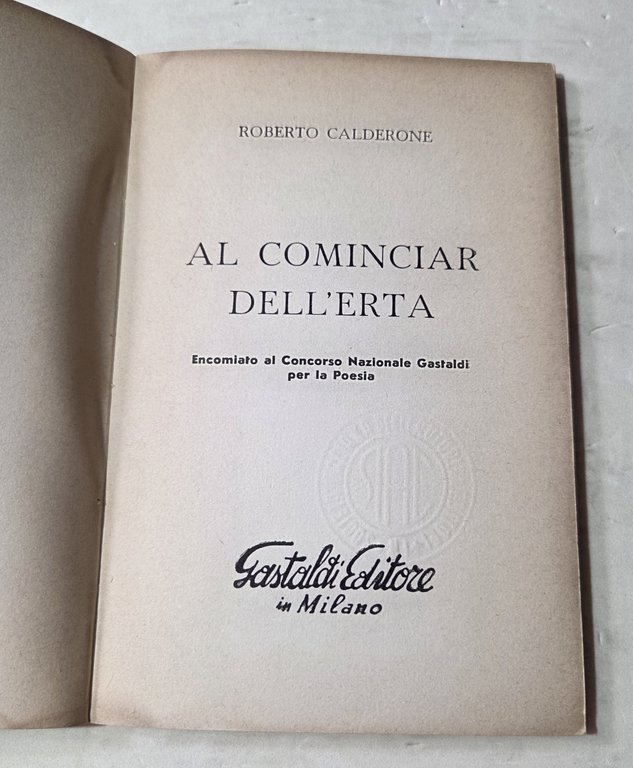 ROBERTO CALDERONE
AL COMINCIAR
DELL'ERTA
Encomiato al Concorso Nazionale Gastaldi
per la Poesia
Gastaldi Editore
in Milano